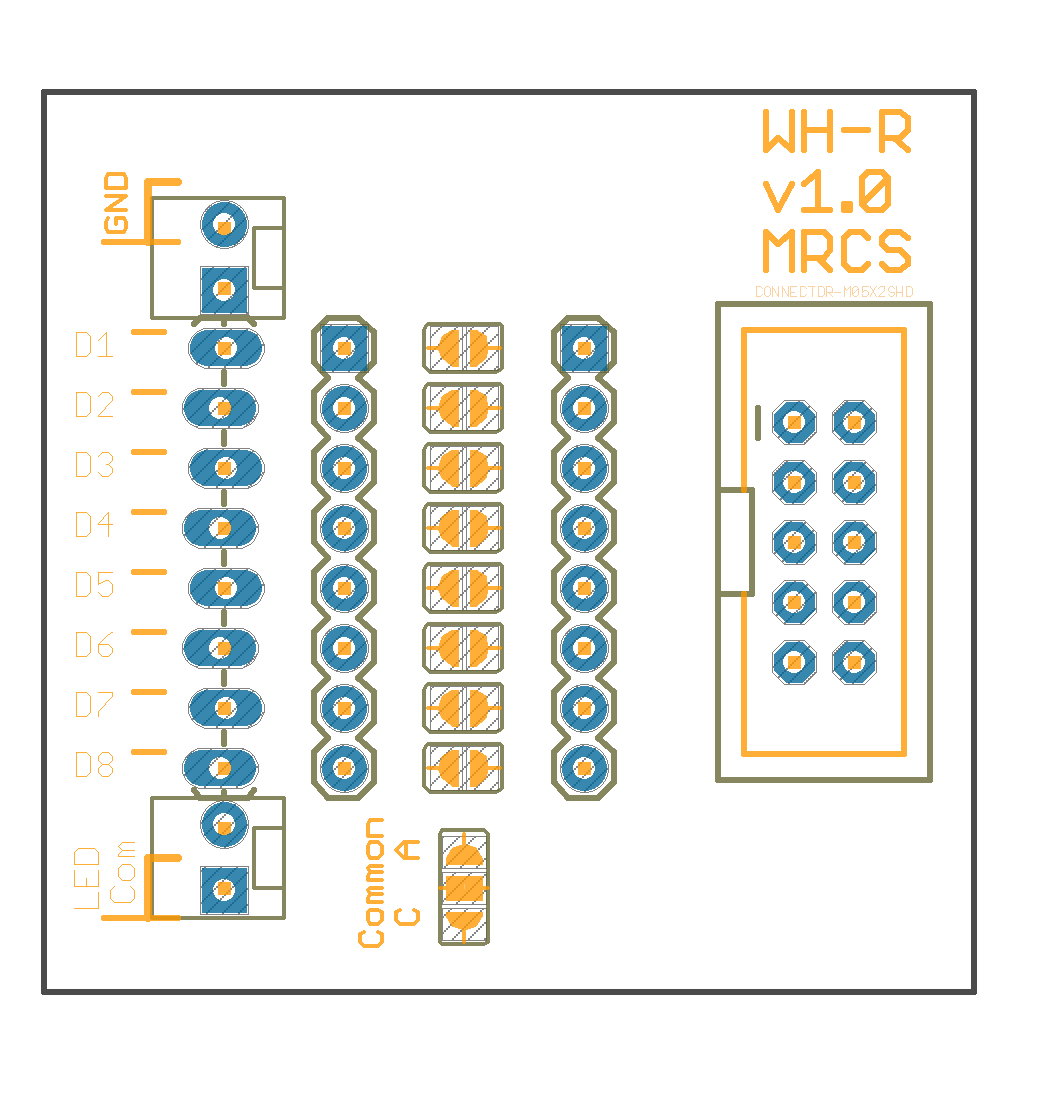 WH-R
v1.0
MRCS
CONNECTOR-M05X2SHD
GND
D1
D2
D3
D4
D5
D6
D7
D8
LED
Com
Common
C A